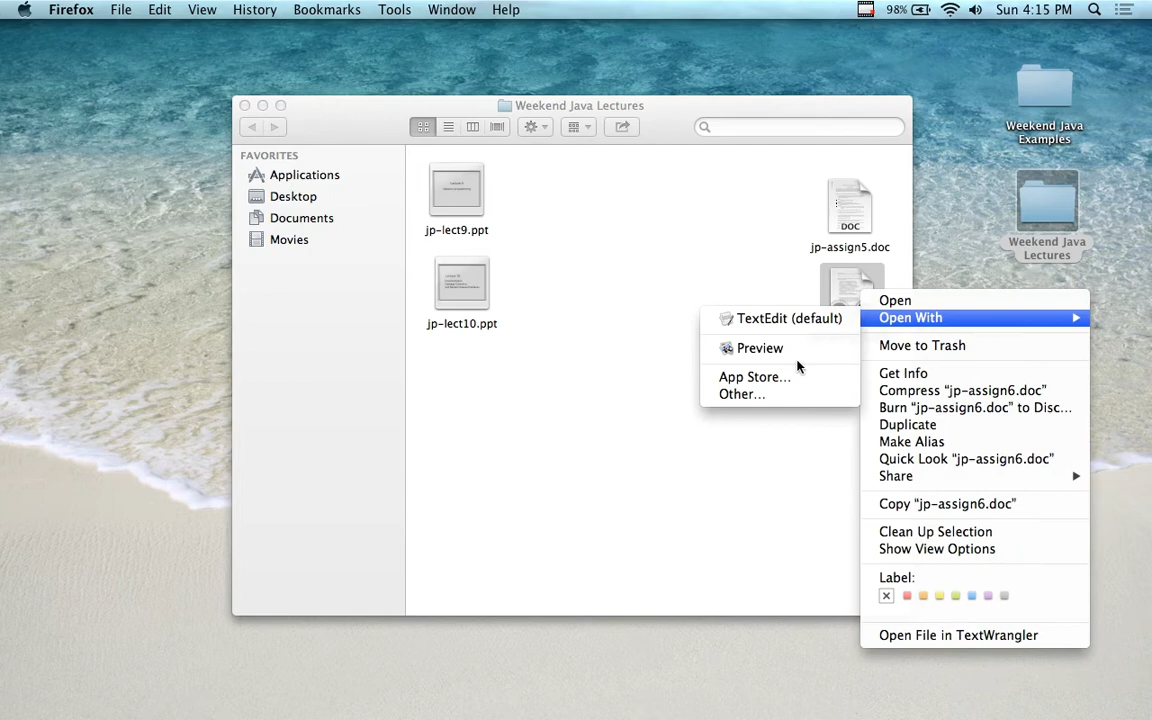 Firefox File Edit View History Bookmarks Tools Window Help 98% Sun 4:15 PM
Weekend Java Lectures
FAVORITES
Applications
Desktop
Documents
Movies
jp-lect9.ppt
jp-lect10.ppt
DOC
jp-assign5.doc
Weekend Java
Examples
Weekend Java
Lectures
TextEdit (default)
Preview
App Store...
Other...
Open
Open With
Move to Trash
Get Info
Compress “jp-assign6.doc”
Burn “jp-assign6.doc” to Disc...
Duplicate
Make Alias
Quick Look “jp-assign6.doc”
Share
Copy “jp-assign6.doc”
Clean Up Selection
Show View Options
Label:
Open File in TextWrangler